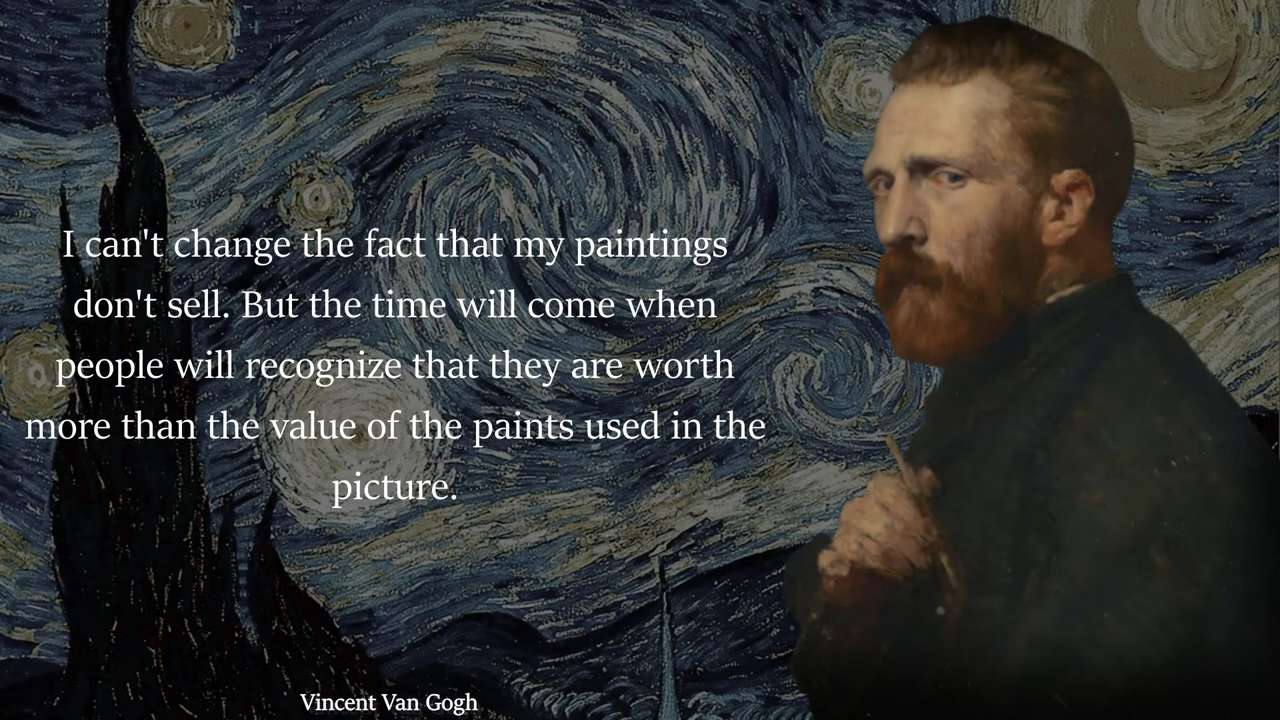 I can't change the fact that my paintings
don't sell. But the time will come when
people will recognize that they are worth
more than the value of the paints used in the
picture.
Vincent Van Gogh